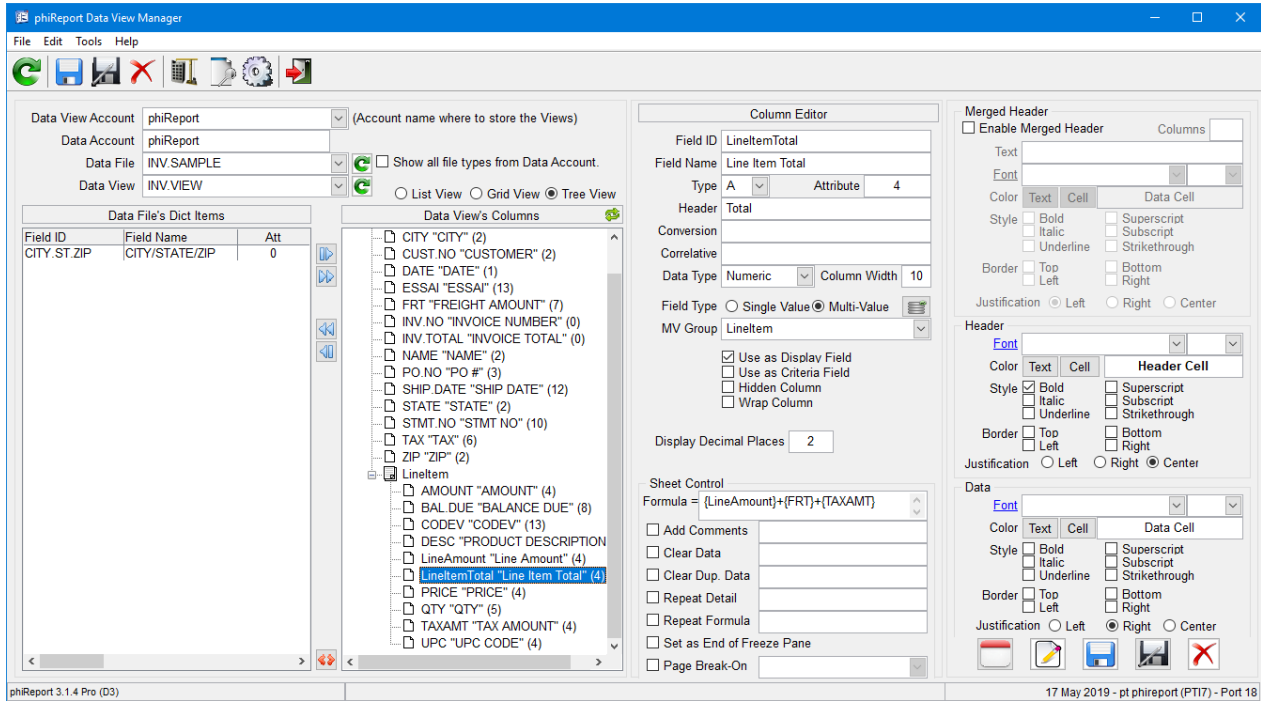 phiReport Data View Manager
File Edit Tools Help
Data View Account phiReport (Account name where to store the Views)
Data Account phiReport
Data File INV.SAMPLE Show all file types from Data Account.
Data View INV.VIEW List View Grid View Tree View
Data File's Dict Items
Field ID Field Name Att
CITY.ST.ZIP CITY/STATE/ZIP 0
Data View's Columns
CITY "CITY" (2)
CUST.NO "CUSTOMER" (2)
DATE "DATE" (1)
ESSAI "ESSAI" (13)
FRT "FREIGHT AMOUNT" (7)
INV.NO "INVOICE NUMBER" (0)
INV.TOTAL "INVOICE TOTAL" (0)
NAME "NAME" (2)
PO.NO "PO #" (3)
SHIP.DATE "SHIP DATE" (12)
STATE "STATE" (2)
STMT.NO "STMT NO" (10)
TAX "TAX" (6)
ZIP "ZIP" (2)
LineItem
AMOUNT "AMOUNT" (4)
BAL.DUE "BALANCE DUE" (8)
CODEV "CODEV" (13)
DESC "PRODUCT DESCRIPTION
LineAmount "Line Amount" (4)
LineItemTotal "Line Item Total" (4)
PRICE "PRICE" (4)
QTY "QTY" (5)
TAXAMT "TAX AMOUNT" (4)
UPC "UPC CODE" (4)
Column Editor
Field ID LineItemTotal
Field Name Line Item Total
Type A Attribute 4
Header Total
Conversion
Correlative
Data Type Numeric Column Width 10
Field Type Single Value Multi-Value
MV Group LineItem
Use as Display Field
Use as Criteria Field
Hidden Column
Wrap Column
Display Decimal Places 2
Sheet Control
Formula = {LineAmount}+{FRT}+{TAXAMT}
Add Comments
Clear Data
Clear Dup. Data
Repeat Detail
Repeat Formula
Set as End of Freeze Pane
Page Break-On
Merged Header
Enable Merged Header Columns
Text
Font
Color Text Cell Data Cell
Style Bold Superscript
Italic Subscript
Underline Strikethrough
Border Top Bottom
Left Right
Justification Left Right Center
Header
Font
Color Text Cell Header Cell
Style Bold Superscript
Italic Subscript
Underline Strikethrough
Border Top Bottom
Left Right
Justification Left Right Center
Data
Font
Color Text Cell Data Cell
Style Bold Superscript
Italic Subscript
Underline Strikethrough
Border Top Bottom
Left Right
Justification Left Right Center
phiReport 3.1.4 Pro (D3)
17 May 2019 - pt phireport (PTI7) - Port 18